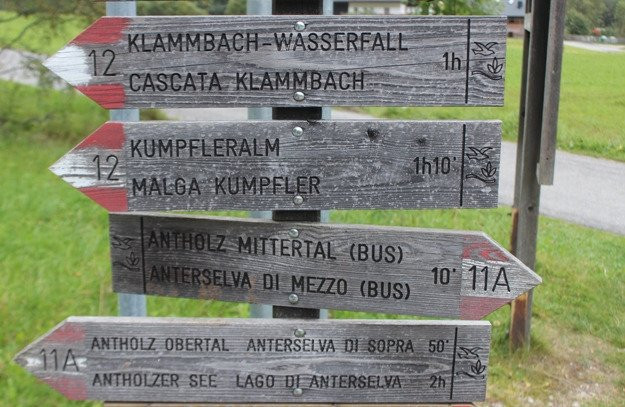 12 KLAMMBACH-WASSERFALL 1h
CASCATA KLAMMBACH
12 KUMPFLERALM 1h10'
MALGA KUMPFLER
ANTHOLZ MITTERTAL (BUS) 10' 11A
ANTERSELVA DI MEZZO (BUS)
11A ANTHOLZ OBERTAL ANTERSELVA DI SOPRA 50'
ANTHOLZER SEE LAGO DI ANTERSELVA 2h